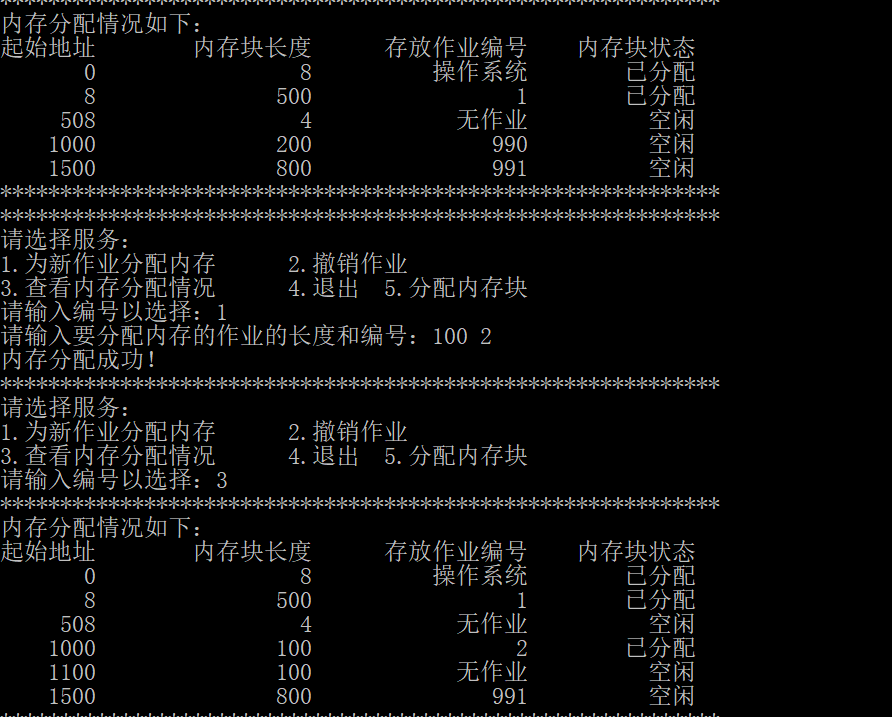 ************************************************************
内存分配情况如下：
起始地址 内存块长度 存放作业编号 内存块状态
0 8 操作系统 已分配
8 500 1 已分配
508 4 无作业 空闲
1000 200 990 空闲
1500 800 991 空闲
************************************************************
************************************************************
请选择服务：
1.为新作业分配内存 2.撤销作业
3.查看内存分配情况 4.退出 5.分配内存块
请输入编号以选择：1
请输入要分配内存的作业的长度和编号：100 2
内存分配成功！
************************************************************
请选择服务：
1.为新作业分配内存 2.撤销作业
3.查看内存分配情况 4.退出 5.分配内存块
请输入编号以选择：3
************************************************************
内存分配情况如下：
起始地址 内存块长度 存放作业编号 内存块状态
0 8 操作系统 已分配
8 500 1 已分配
508 4 无作业 空闲
1000 100 2 已分配
1100 100 无作业 空闲
1500 800 991 空闲
************************************************************